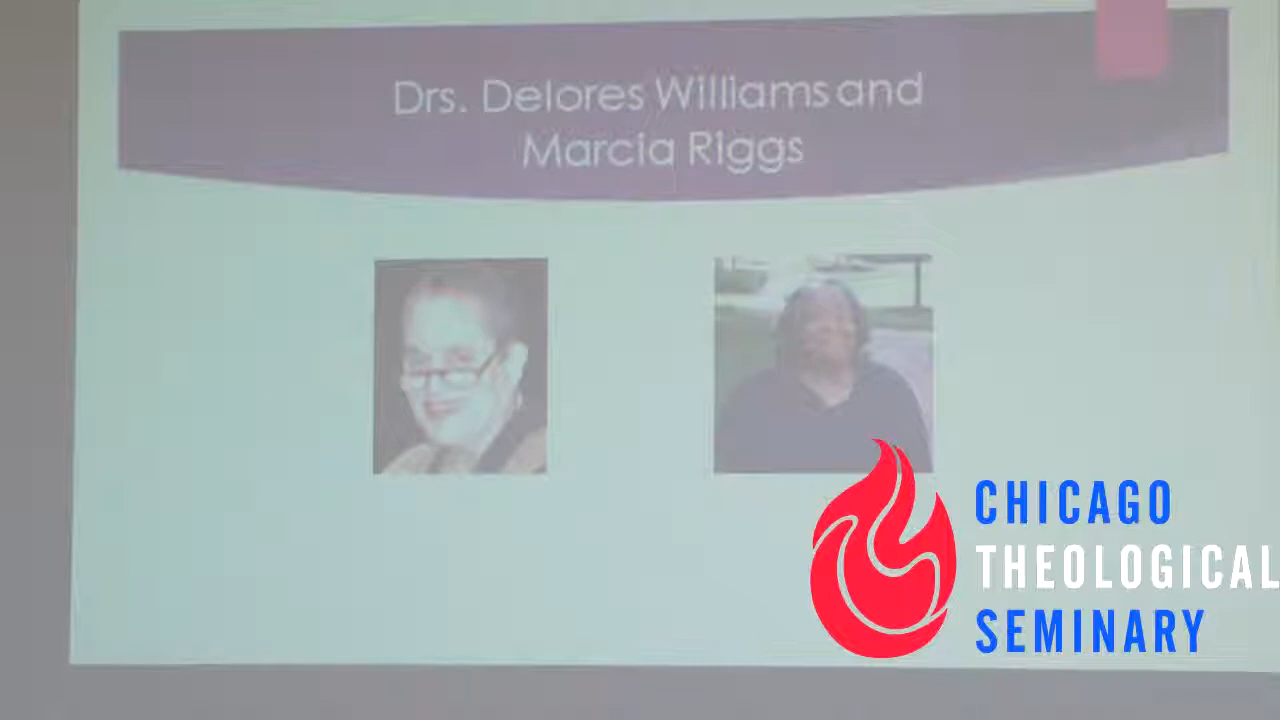 Drs. Delores Williams and
Marcia Riggs
CHICAGO
THEOLOGICAL
SEMINARY